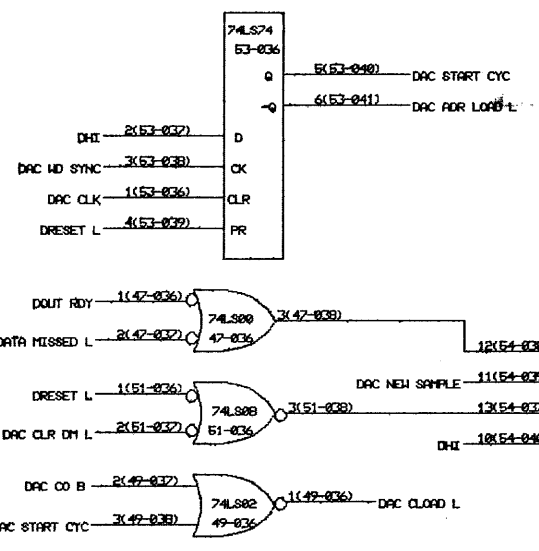 74LS74
53-036
Q 5(53-040) DAC START CYC
-Q 6(53-041) DAC ADR LOAD L
DHI 2(53-037) D
DAC WD SYNC 3(53-038) CK
DAC CLK 1(53-036) CLR
DRESET L 4(53-039) PR
DOUT RDY 1(47-036)
74LS00 3(47-038)
DATA MISSED L 2(47-037) 47-036
12(54-038
DAC NEW SAMPLE 11(54-039
DRESET L 1(51-036)
74LS08 3(51-038) 13(54-037
DAC CLR DM L 2(51-037) 51-036
DHI 10(54-040
DAC CO B 2(49-037)
74LS02 1(49-036) DAC CLOAD L
AC START CYC 3(49-038) 49-036